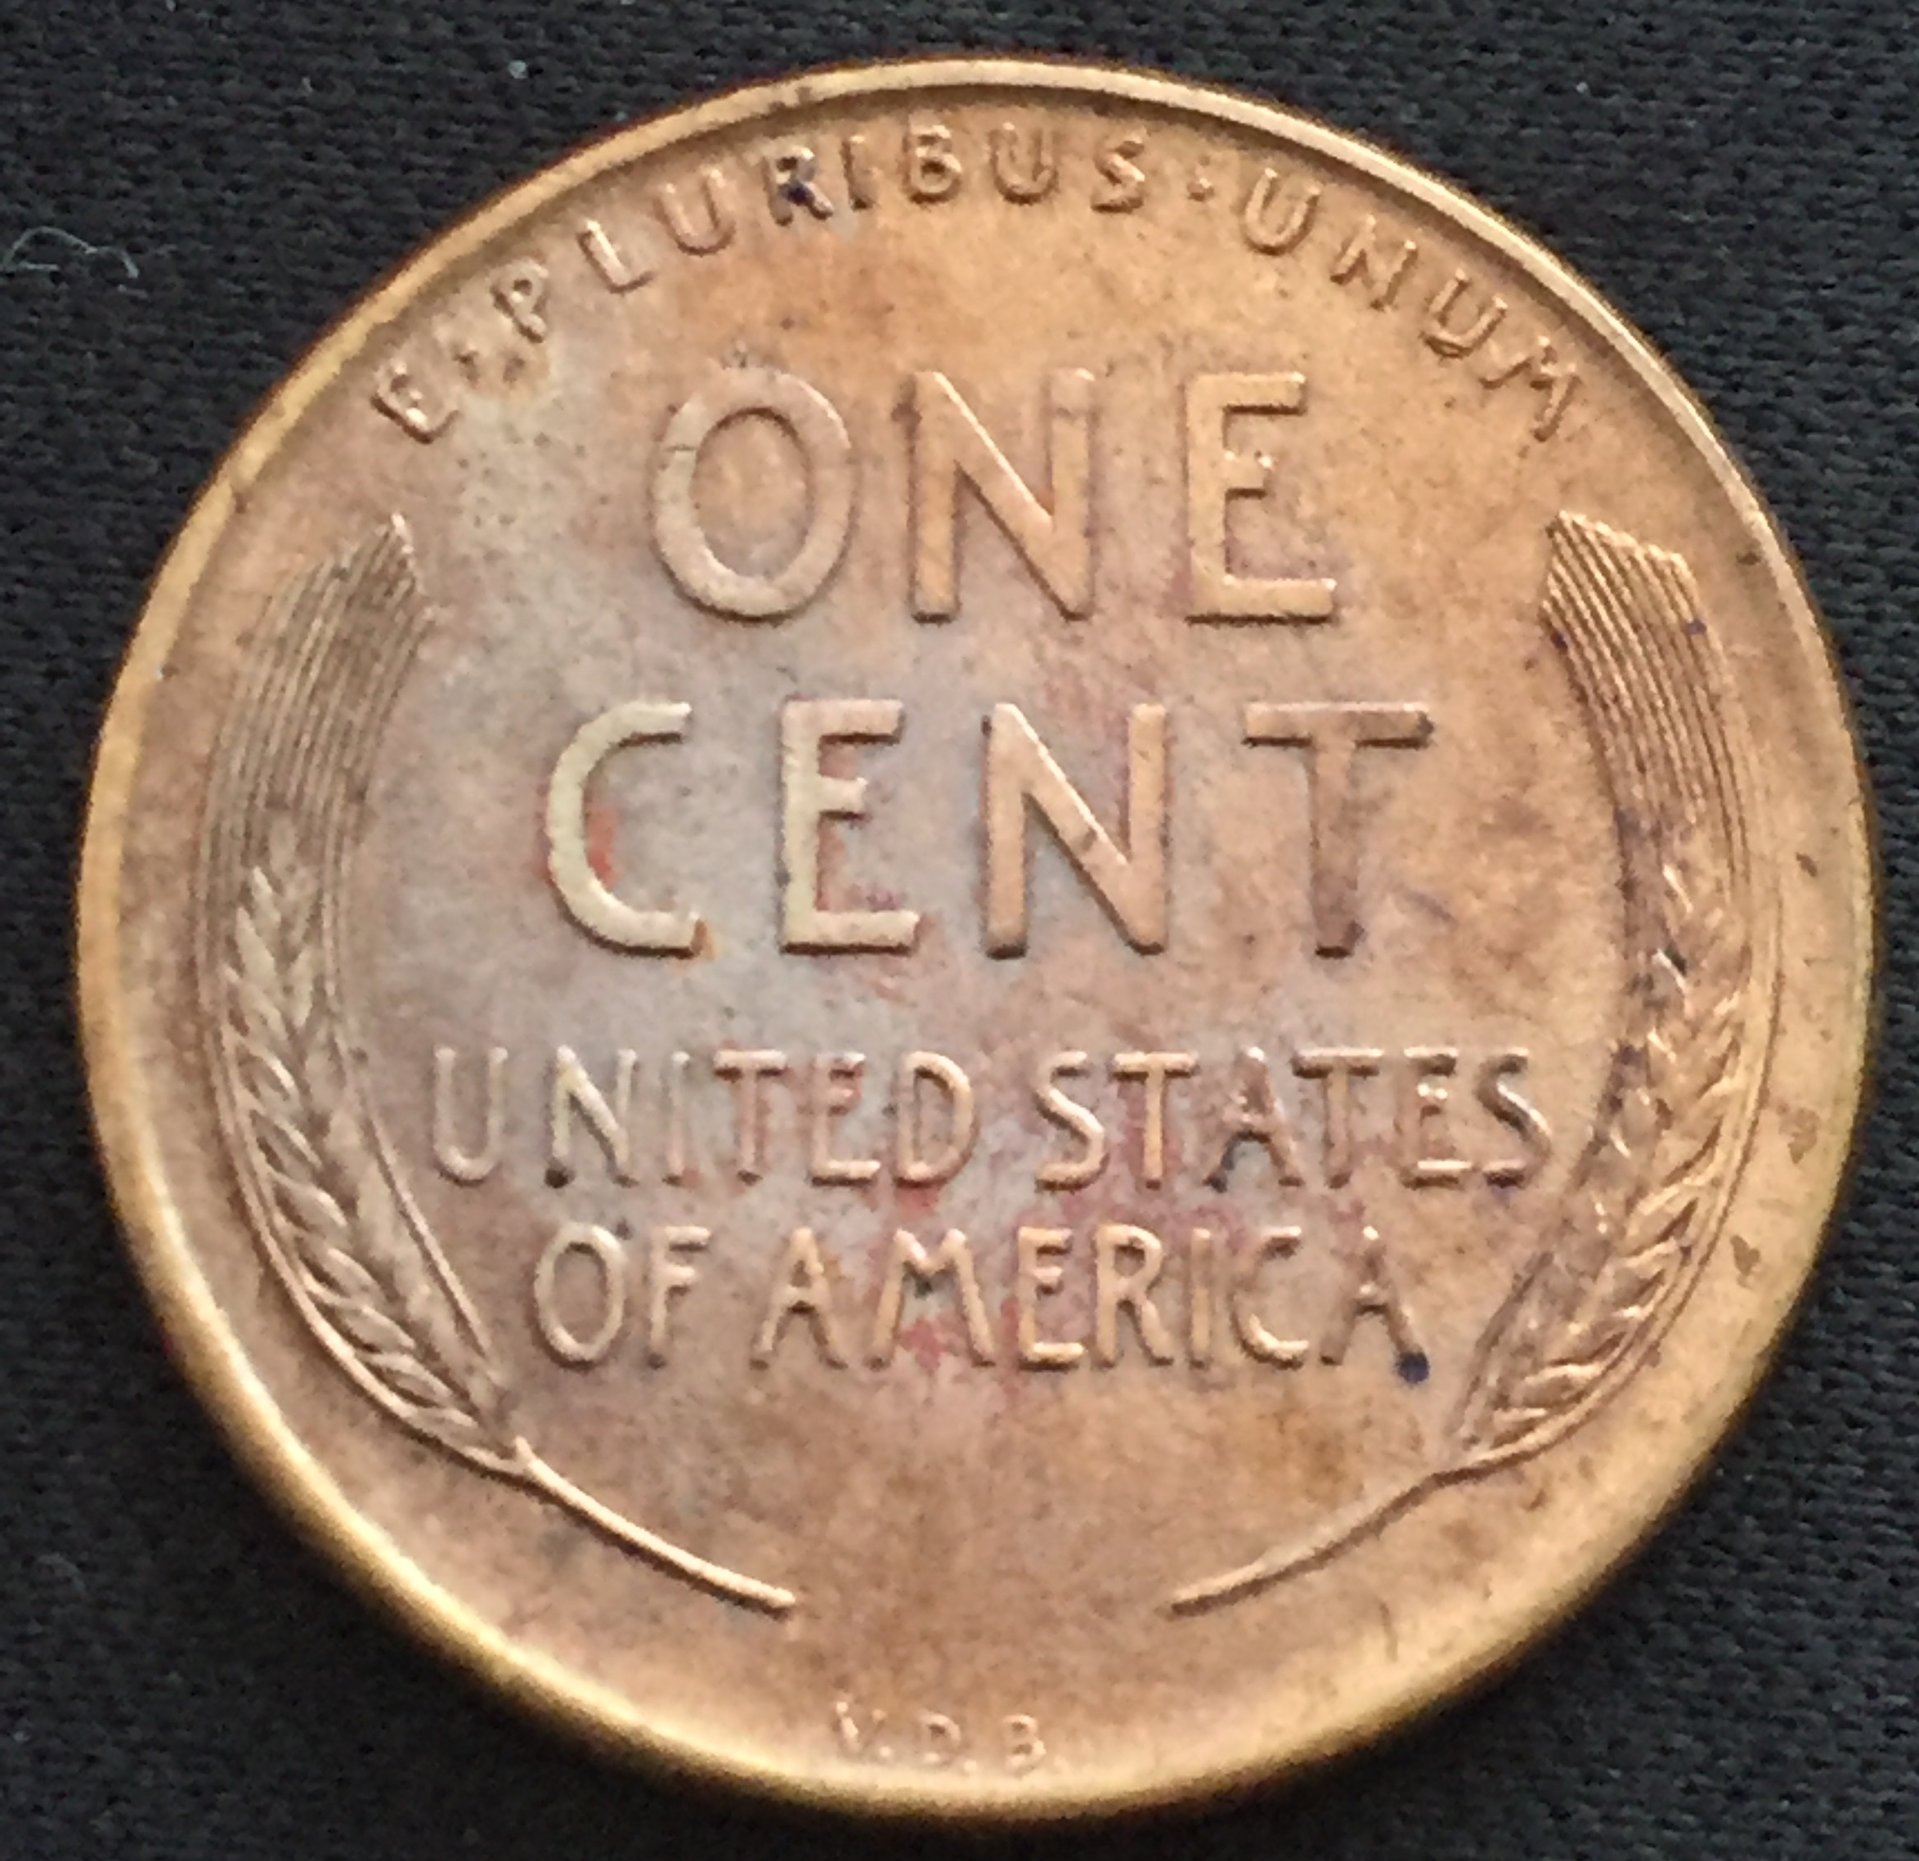 E·PLURIBUS·UNUM
ONE
CENT
UNITED STATES
OF AMERICA
V.D.B.